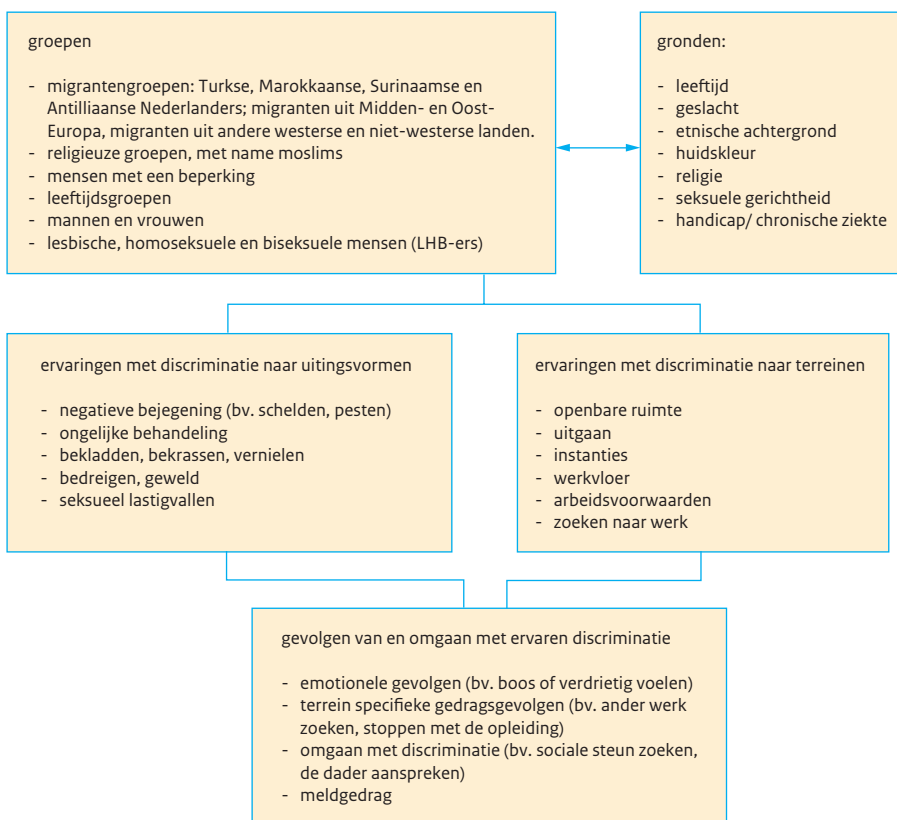 groepen
- migrantengroepen: Turkse, Marokkaanse, Surinaamse en
Antilliaanse Nederlanders; migranten uit Midden- en Oost-
Europa, migranten uit andere westerse en niet-westerse landen.
- religieuze groepen, met name moslims
- mensen met een beperking
- leeftijdsgroepen
- mannen en vrouwen
- lesbische, homoseksuele en biseksuele mensen (LHB-ers)
gronden:
- leeftijd
- geslacht
- etnische achtergrond
- huidskleur
- religie
- seksuele gerichtheid
- handicap/ chronische ziekte
ervaringen met discriminatie naar uitingsvormen
- negatieve bejegening (bv. schelden, pesten)
- ongelijke behandeling
- bekladden, bekrassen, vernielen
- bedreigen, geweld
- seksueel lastigvallen
ervaringen met discriminatie naar terreinen
- openbare ruimte
- uitgaan
- instanties
- werkvloer
- arbeidsvoorwaarden
- zoeken naar werk
gevolgen van en omgaan met ervaren discriminatie
- emotionele gevolgen (bv. boos of verdrietig voelen)
- terrein specifieke gedragsgevolgen (bv. ander werk
zoeken, stoppen met de opleiding)
- omgaan met discriminatie (bv. sociale steun zoeken,
de dader aanspreken)
- meldgedrag